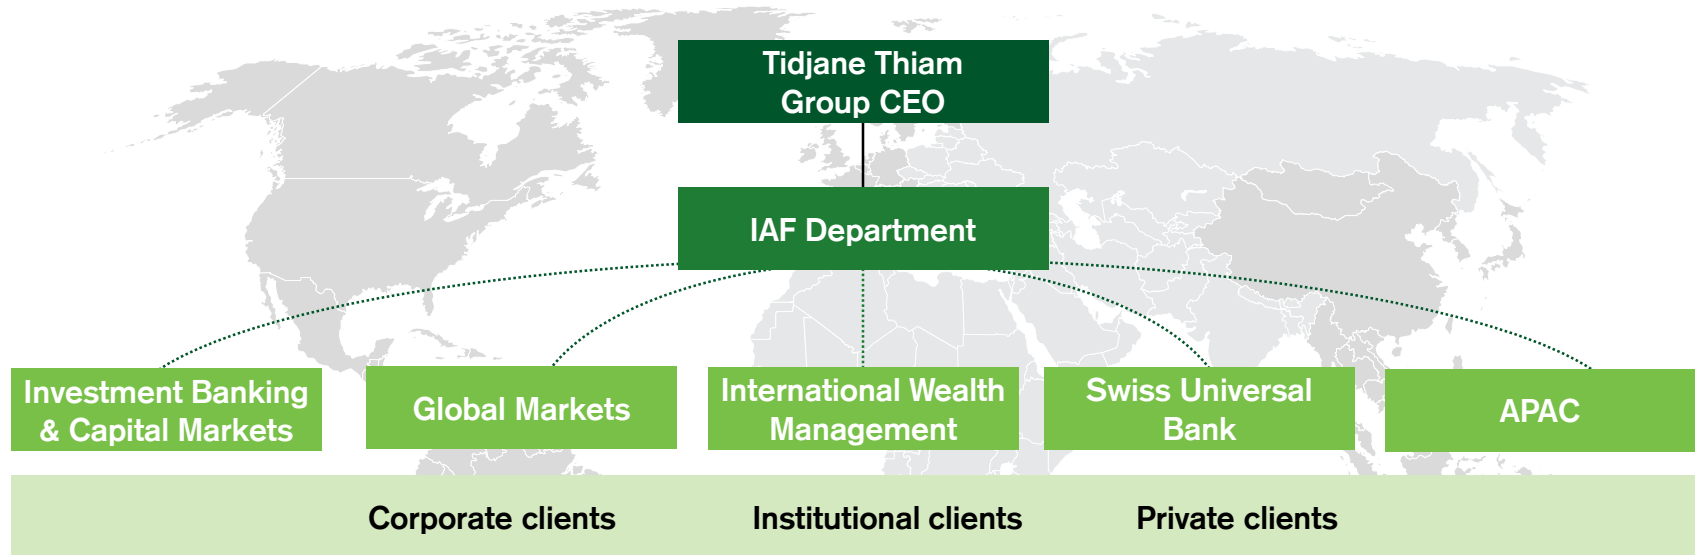 Tidjane Thiam
Group CEO
IAF Department
Investment Banking
& Capital Markets
Global Markets
International Wealth
Management
Swiss Universal
Bank
APAC
Corporate clients
Institutional clients
Private clients